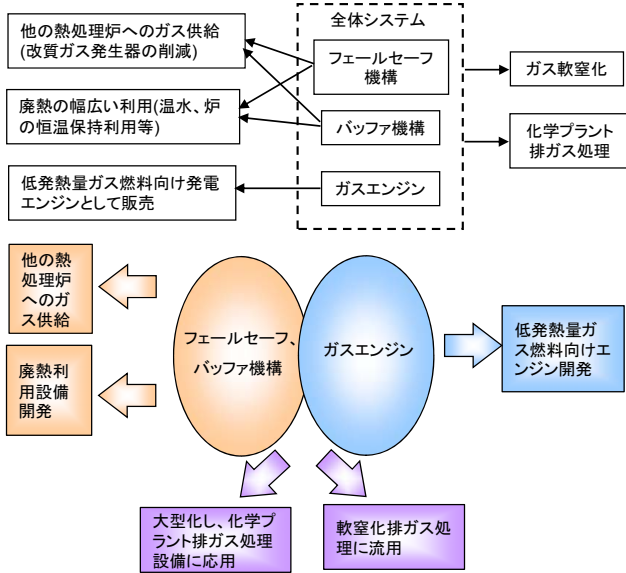 他の熱処理炉へのガス供給
(改質ガス発生器の削減)
廃熱の幅広い利用(温水、炉
の恒温保持利用等)
低発熱量ガス燃料向け発電
エンジンとして販売
全体システム
フェールセーフ
機構
バッファ機構
ガスエンジン
ガス軟窒化
化学プラント
排ガス処理
他の熱
処理炉
へのガ
ス供給
廃熱利
用設備
開発
フェールセーフ、
バッファ機構
ガスエンジン
低発熱量ガ
ス燃料向けエ
ンジン開発
大型化し、化学プ
ラント排ガス処理
設備に応用
軟窒化排ガス処
理に流用